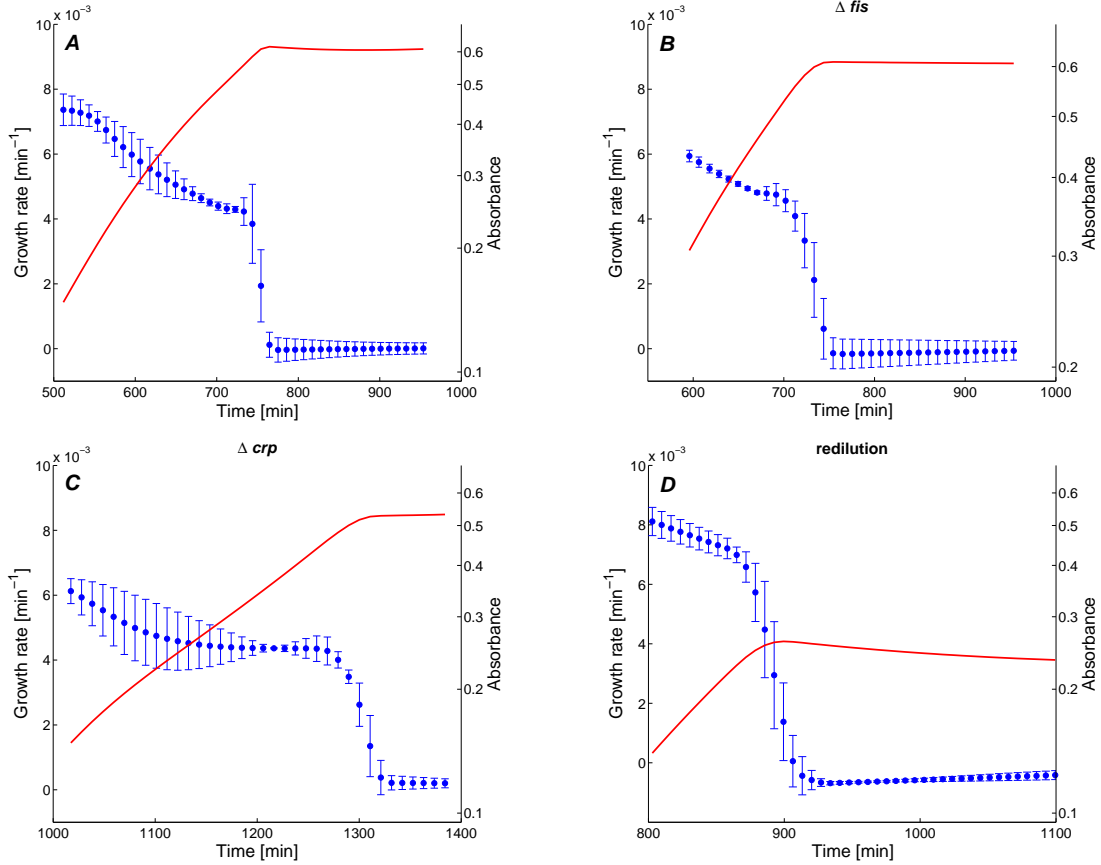 x 10⁻³
10
8
6
4
2
0
A
0.6
0.5
0.4
0.3
0.2
0.1
500 600 700 800 900 1000
Time [min]
Growth rate [min⁻¹]
Absorbance
Δ fis
x 10⁻³
10
8
6
4
2
0
B
0.6
0.5
0.4
0.3
0.2
600 700 800 900 1000
Time [min]
Growth rate [min⁻¹]
Absorbance
Δ crp
x 10⁻³
10
8
6
4
2
0
C
0.6
0.5
0.4
0.3
0.2
0.1
1000 1100 1200 1300 1400
Time [min]
Growth rate [min⁻¹]
Absorbance
redilution
x 10⁻³
10
8
6
4
2
0
D
0.6
0.5
0.4
0.3
0.2
0.1
800 900 1000 1100
Time [min]
Growth rate [min⁻¹]
Absorbance